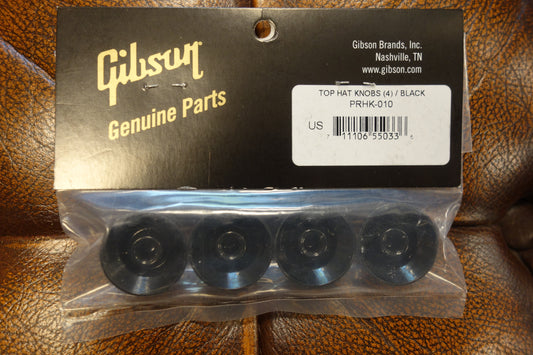 Gibson
Genuine Parts
Gibson Brands, Inc.
Nashville, TN
www.gibson.com
TOP HAT KNOBS (4) / BLACK
PRHK-010
US
7 11106 55033